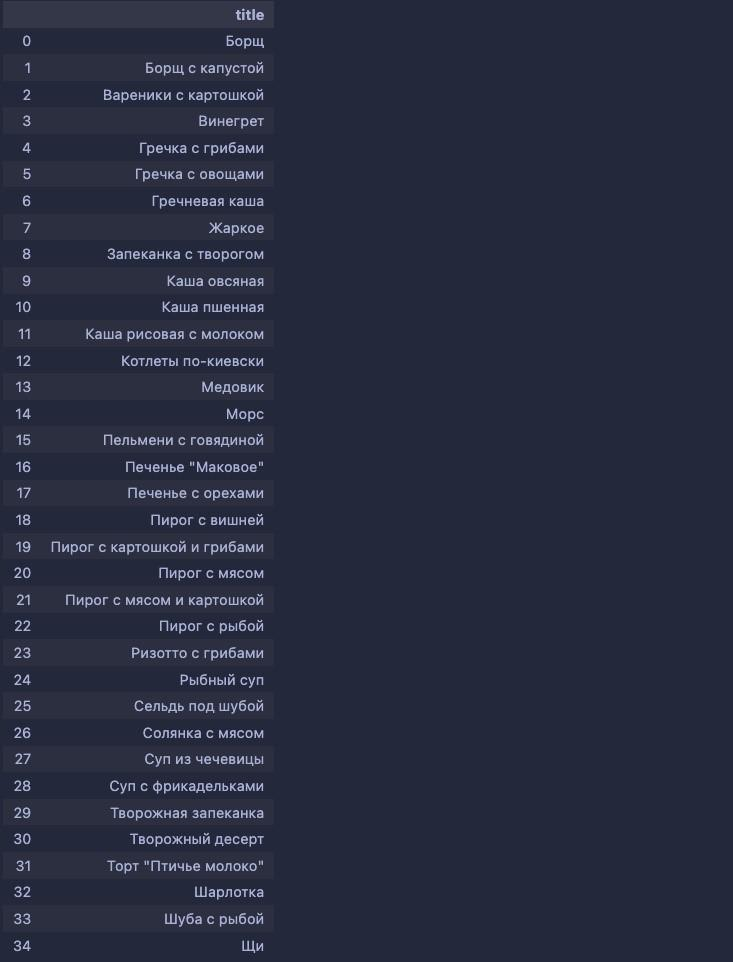 title
0 Борщ
1 Борщ с капустой
2 Вареники с картошкой
3 Винегрет
4 Гречка с грибами
5 Гречка с овощами
6 Гречневая каша
7 Жаркое
8 Запеканка с творогом
9 Каша овсяная
10 Каша пшенная
11 Каша рисовая с молоком
12 Котлеты по-киевски
13 Медовик
14 Морс
15 Пельмени с говядиной
16 Печенье "Маковое"
17 Печенье с орехами
18 Пирог с вишней
19 Пирог с картошкой и грибами
20 Пирог с мясом
21 Пирог с мясом и картошкой
22 Пирог с рыбой
23 Ризотто с грибами
24 Рыбный суп
25 Сельдь под шубой
26 Солянка с мясом
27 Суп из чечевицы
28 Суп с фрикадельками
29 Творожная запеканка
30 Творожный десерт
31 Торт "Птичье молоко"
32 Шарлотка
33 Шуба с рыбой
34 Щи